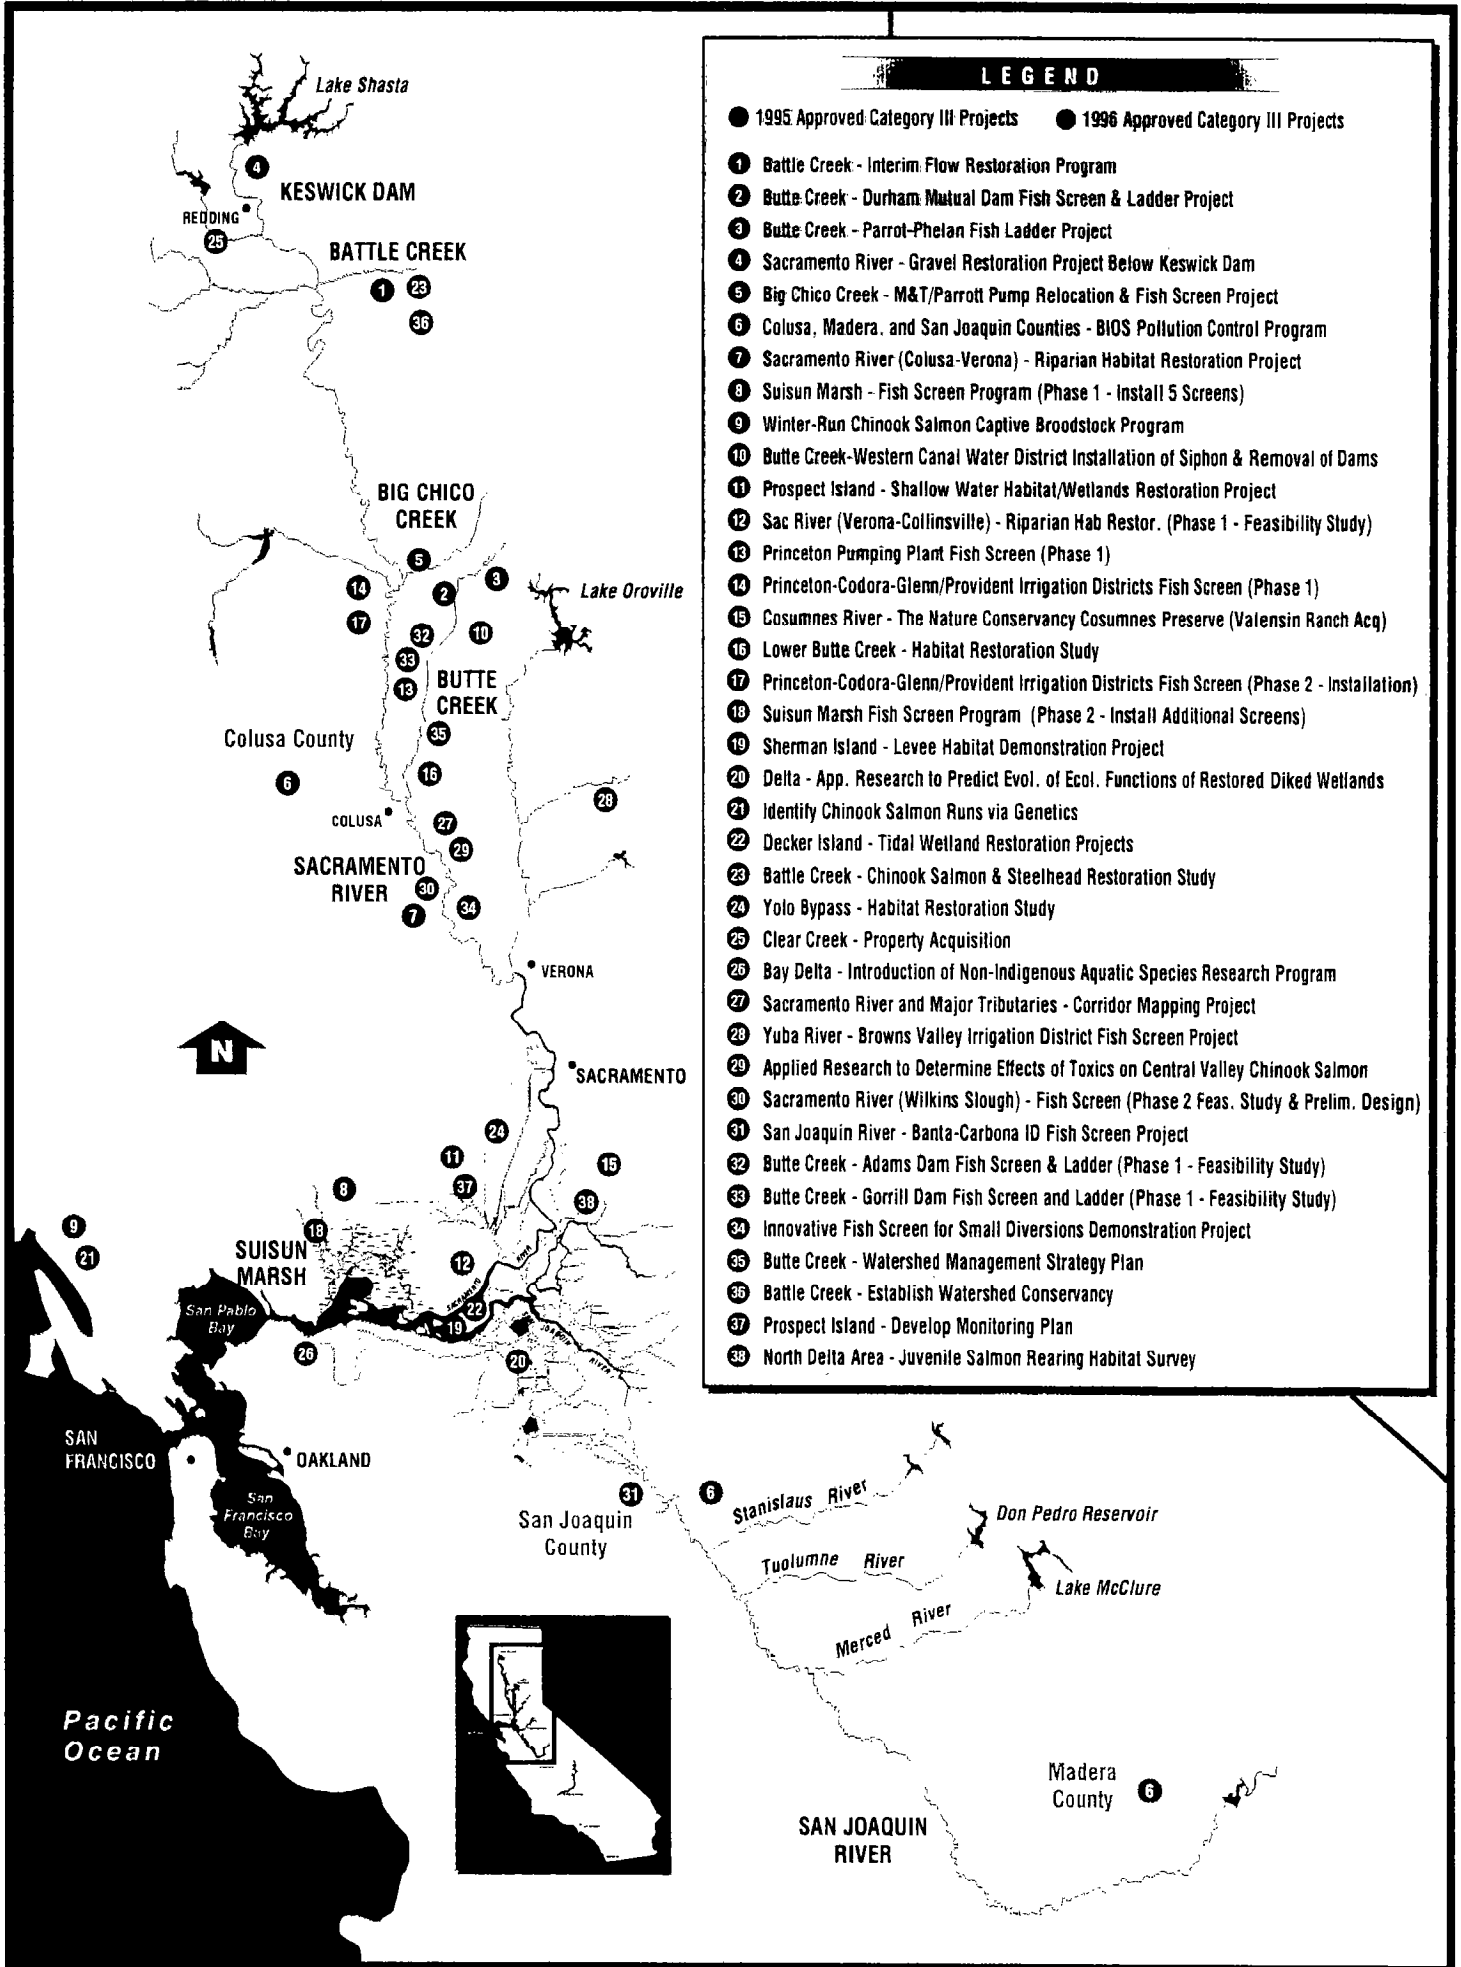 LEGEND
● 1995 Approved Category III Projects ● 1996 Approved Category III Projects
1 Battle Creek - Interim Flow Restoration Program
2 Butte Creek - Durham Mutual Dam Fish Screen & Ladder Project
3 Butte Creek - Parrot-Phelan Fish Ladder Project
4 Sacramento River - Gravel Restoration Project Below Keswick Dam
5 Big Chico Creek - M&T/Parrott Pump Relocation & Fish Screen Project
6 Colusa, Madera, and San Joaquin Counties - BIOS Pollution Control Program
7 Sacramento River (Colusa-Verona) - Riparian Habitat Restoration Project
8 Suisun Marsh - Fish Screen Program (Phase 1 - Install 5 Screens)
9 Winter-Run Chinook Salmon Captive Broodstock Program
10 Butte Creek-Western Canal Water District Installation of Siphon & Removal of Dams
11 Prospect Island - Shallow Water Habitat/Wetlands Restoration Project
12 Sac River (Verona-Collinsville) - Riparian Hab Restor. (Phase 1 - Feasibility Study)
13 Princeton Pumping Plant Fish Screen (Phase 1)
14 Princeton-Codora-Glenn/Provident Irrigation Districts Fish Screen (Phase 1)
15 Cosumnes River - The Nature Conservancy Cosumnes Preserve (Valensin Ranch Acq)
16 Lower Butte Creek - Habitat Restoration Study
17 Princeton-Codora-Glenn/Provident Irrigation Districts Fish Screen (Phase 2 - Installation)
18 Suisun Marsh Fish Screen Program (Phase 2 - Install Additional Screens)
19 Sherman Island - Levee Habitat Demonstration Project
20 Delta - App. Research to Predict Evol. of Ecol. Functions of Restored Diked Wetlands
21 Identify Chinook Salmon Runs via Genetics
22 Decker Island - Tidal Wetland Restoration Projects
23 Battle Creek - Chinook Salmon & Steelhead Restoration Study
24 Yolo Bypass - Habitat Restoration Study
25 Clear Creek - Property Acquisition
26 Bay Delta - Introduction of Non-Indigenous Aquatic Species Research Program
27 Sacramento River and Major Tributaries - Corridor Mapping Project
28 Yuba River - Browns Valley Irrigation District Fish Screen Project
29 Applied Research to Determine Effects of Toxics on Central Valley Chinook Salmon
30 Sacramento River (Wilkins Slough) - Fish Screen (Phase 2 Feas. Study & Prelim. Design)
31 San Joaquin River - Banta-Carbona ID Fish Screen Project
32 Butte Creek - Adams Dam Fish Screen & Ladder (Phase 1 - Feasibility Study)
33 Butte Creek - Gorrill Dam Fish Screen and Ladder (Phase 1 - Feasibility Study)
34 Innovative Fish Screen for Small Diversions Demonstration Project
35 Butte Creek - Watershed Management Strategy Plan
36 Battle Creek - Establish Watershed Conservancy
37 Prospect Island - Develop Monitoring Plan
38 North Delta Area - Juvenile Salmon Rearing Habitat Survey
Lake Shasta
4
KESWICK DAM
REDDING
25
BATTLE CREEK
1 23
36
BIG CHICO
CREEK
5
14 2 3
Lake Oroville
17
32 10
33
13
BUTTE
CREEK
35
Colusa County
6
16
28
COLUSA
27
29
SACRAMENTO
RIVER
30
7 34
VERONA
N
SACRAMENTO
24
11 15
37
8 38
9
18
21
SUISUN
MARSH
12
SACRAMENTO
RIVER
San Pablo
Bay
22
19
SAN
JOAQUIN
RIVER
26
20
SAN
FRANCISCO
OAKLAND
San
Francisco
Bay
31
6
San Joaquin
County
Stanislaus River
Don Pedro Reservoir
Tuolumne River
Lake McClure
Merced River
Pacific
Ocean
Madera
County
6
SAN JOAQUIN
RIVER